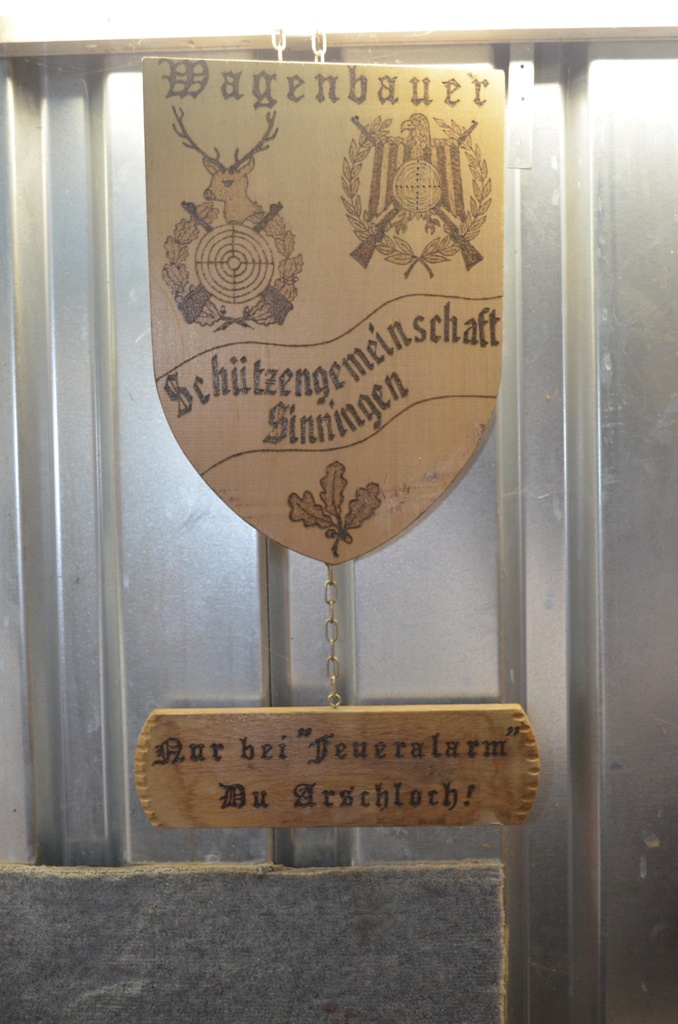 Wagenbauer
Schützengemeinschaft
Sinningen
Nur bei "Feueralarm"
Du Arschloch!